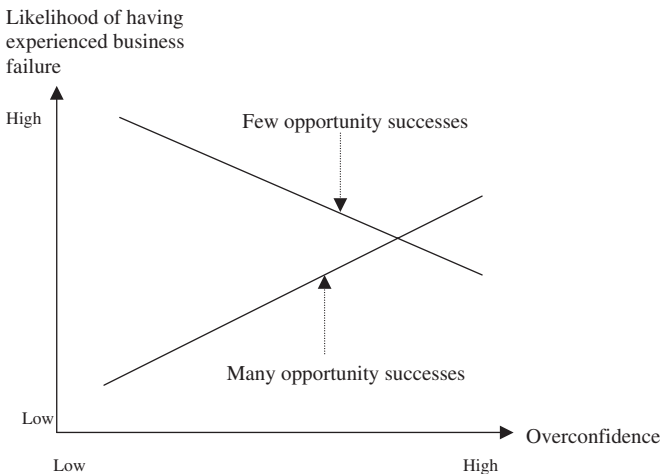 Likelihood of having
experienced business
failure
High
Few opportunity successes
Many opportunity successes
Low
Overconfidence
Low
High